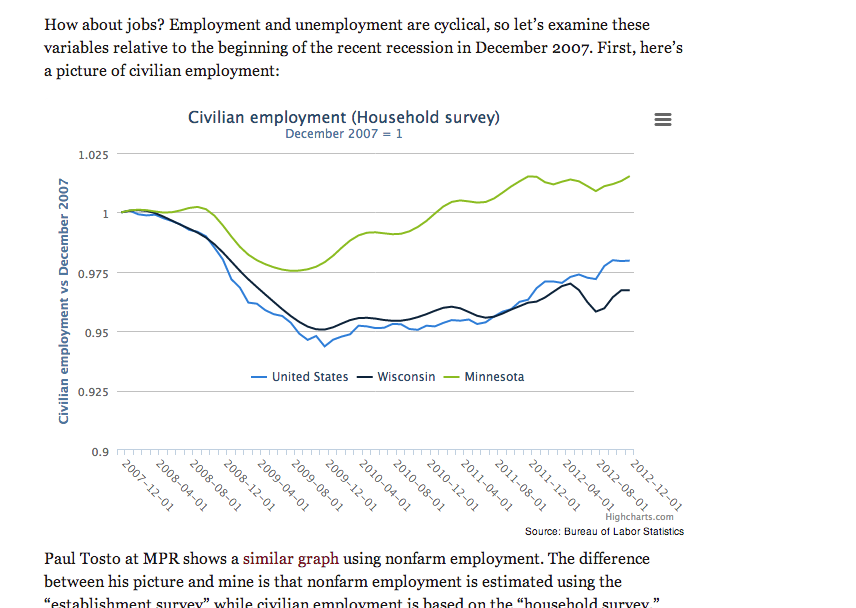 How about jobs? Employment and unemployment are cyclical, so let’s examine these
variables relative to the beginning of the recent recession in December 2007. First, here’s
a picture of civilian employment:
Civilian employment (Household survey)
December 2007 = 1
Civilian employment vs December 2007
1.025
1
0.975
0.95
0.925
0.9
United States
Wisconsin
Minnesota
2007-12-01
2008-04-01
2008-08-01
2008-12-01
2009-04-01
2009-08-01
2009-12-01
2010-04-01
2010-08-01
2010-12-01
2011-04-01
2011-08-01
2011-12-01
2012-04-01
2012-08-01
2012-12-01
Highcharts.com
Source: Bureau of Labor Statistics
Paul Tosto at MPR shows a similar graph using nonfarm employment. The difference
between his picture and mine is that nonfarm employment is estimated using the
“establishment survey” while civilian employment is based on the “household survey.”